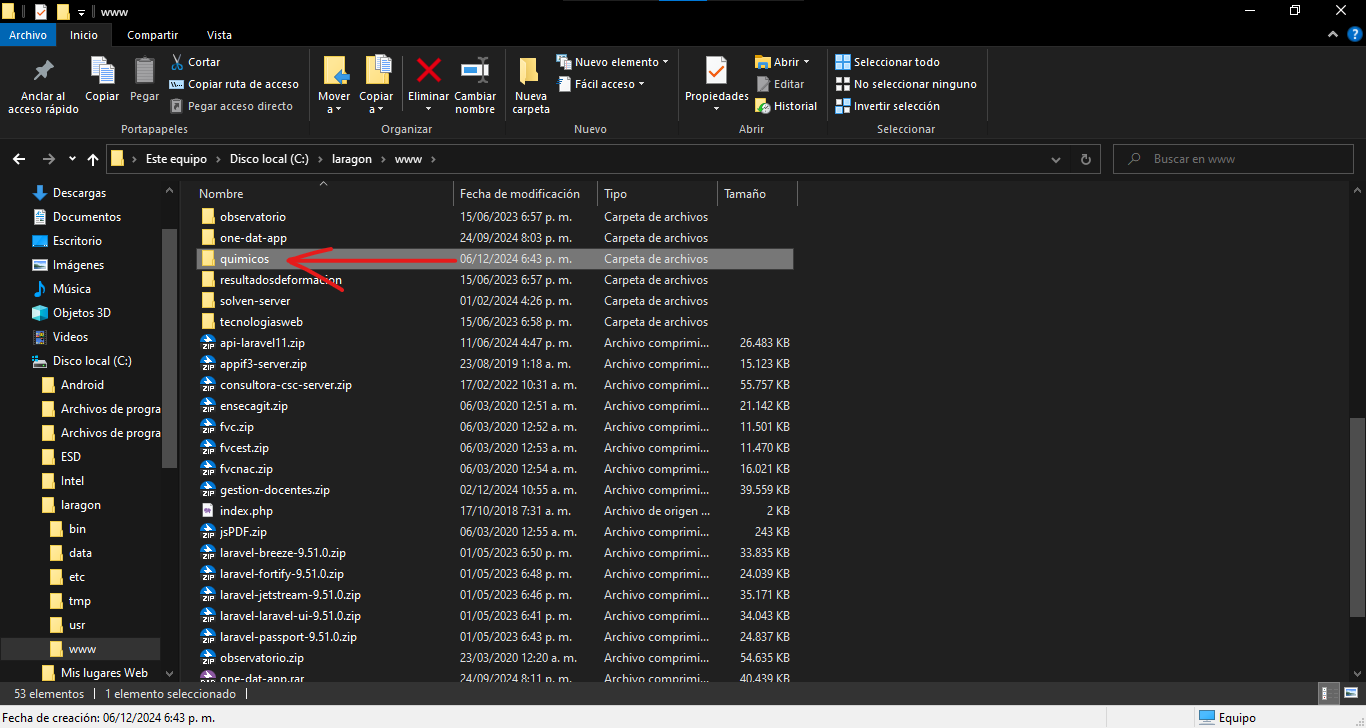 www
Archivo Inicio Compartir Vista
Anclar al acceso rápido
Copiar
Pegar
Cortar
Copiar ruta de acceso
Pegar acceso directo
Portapapeles
Mover a
Copiar a
Eliminar
Cambiar nombre
Organizar
Nueva carpeta
Nuevo elemento
Fácil acceso
Nuevo
Propiedades
Abrir
Editar
Historial
Abrir
Seleccionar todo
No seleccionar ninguno
Invertir selección
Seleccionar
Este equipo > Disco local (C:) > laragon > www >
Buscar en www
Descargas
Documentos
Escritorio
Imágenes
Música
Objetos 3D
Videos
Disco local (C:)
Android
Archivos de progra
Archivos de progra
ESD
Intel
laragon
bin
data
etc
tmp
usr
www
Mis lugares Web
Nombre Fecha de modificación Tipo Tamaño
observatorio 15/06/2023 6:57 p. m. Carpeta de archivos
one-dat-app 24/09/2024 8:03 p. m. Carpeta de archivos
quimicos 06/12/2024 6:43 p. m. Carpeta de archivos
resultadosdeformacion 15/06/2023 6:57 p. m. Carpeta de archivos
solven-server 01/02/2024 4:26 p. m. Carpeta de archivos
tecnologiasweb 15/06/2023 6:58 p. m. Carpeta de archivos
api-laravel11.zip 11/06/2024 4:47 p. m. Archivo comprimi... 26.483 KB
appif3-server.zip 23/08/2019 1:18 a. m. Archivo comprimi... 15.123 KB
consultora-csc-server.zip 17/02/2022 10:31 a. m. Archivo comprimi... 55.757 KB
ensecagit.zip 06/03/2020 12:51 a. m. Archivo comprimi... 21.142 KB
fvc.zip 06/03/2020 12:52 a. m. Archivo comprimi... 11.501 KB
fvcest.zip 06/03/2020 12:53 a. m. Archivo comprimi... 11.470 KB
fvcnac.zip 06/03/2020 12:54 a. m. Archivo comprimi... 16.021 KB
gestion-docentes.zip 02/12/2024 10:55 a. m. Archivo comprimi... 39.559 KB
index.php 17/10/2018 7:31 a. m. Archivo de origen ... 2 KB
jsPDF.zip 06/03/2020 12:55 a. m. Archivo comprimi... 243 KB
laravel-breeze-9.51.0.zip 01/05/2023 6:50 p. m. Archivo comprimi... 33.835 KB
laravel-fortify-9.51.0.zip 01/05/2023 6:48 p. m. Archivo comprimi... 24.039 KB
laravel-jetstream-9.51.0.zip 01/05/2023 6:46 p. m. Archivo comprimi... 35.171 KB
laravel-laravel-ui-9.51.0.zip 01/05/2023 6:41 p. m. Archivo comprimi... 34.043 KB
laravel-passport-9.51.0.zip 01/05/2023 6:43 p. m. Archivo comprimi... 24.837 KB
observatorio.zip 23/03/2020 12:20 a. m. Archivo comprimi... 54.635 KB
one-dat-app.rar 24/09/2024 8:11 p. m. Archivo comprimi... 40.439 KB
53 elementos 1 elemento seleccionado
Fecha de creación: 06/12/2024 6:43 p. m. Equipo